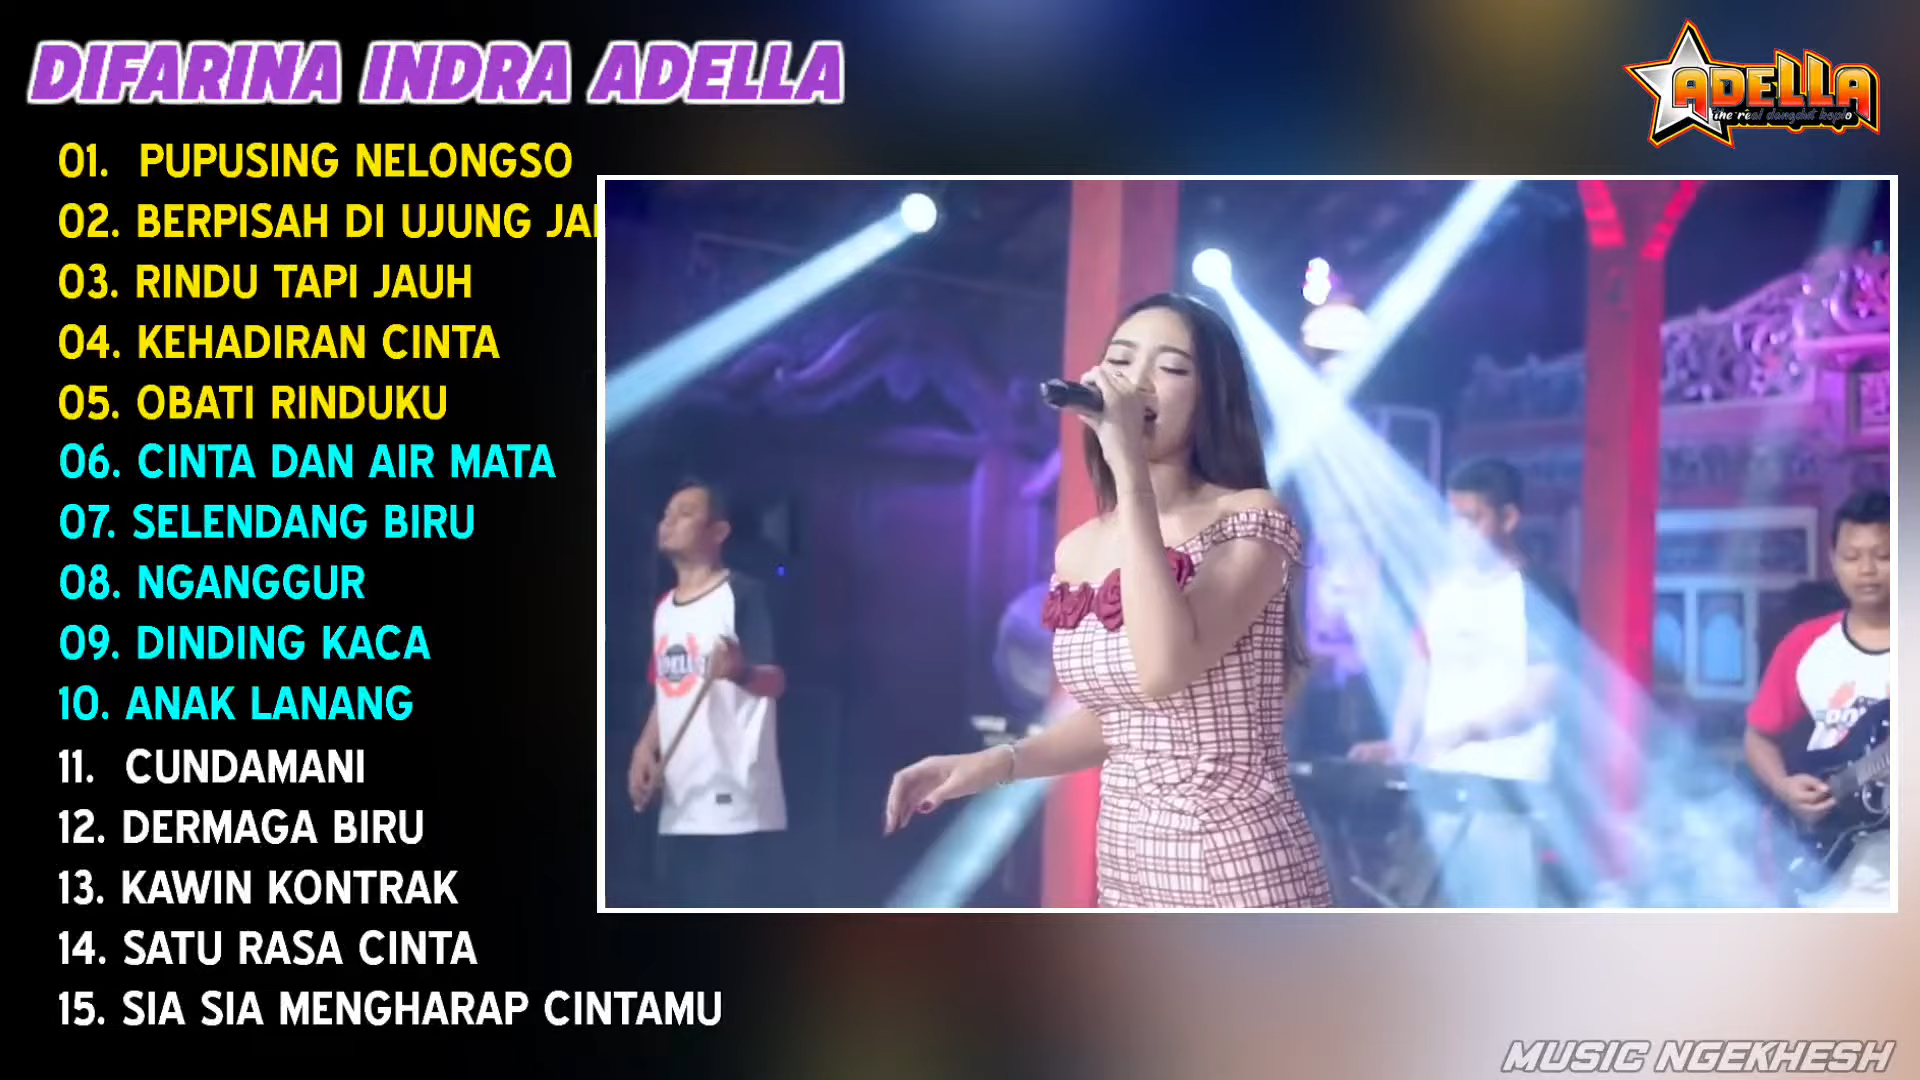 DIFARINA INDRA ADELLA
ADELLA
the real dangdut koplo
01. PUPUSING NELONGSO
02. BERPISAH DI UJUNG
03. RINDU TAPI JAUH
04. KEHADIRAN CINTA
05. OBATI RINDUKU
06. CINTA DAN AIR MATA
07. SELENDANG BIRU
08. NGANGGUR
09. DINDING KACA
10. ANAK LANANG
11. CUNDAMANI
12. DERMAGA BIRU
13. KAWIN KONTRAK
14. SATU RASA CINTA
15. SIA SIA MENGHARAP CINTAMU
MUSIC NGEKHESH